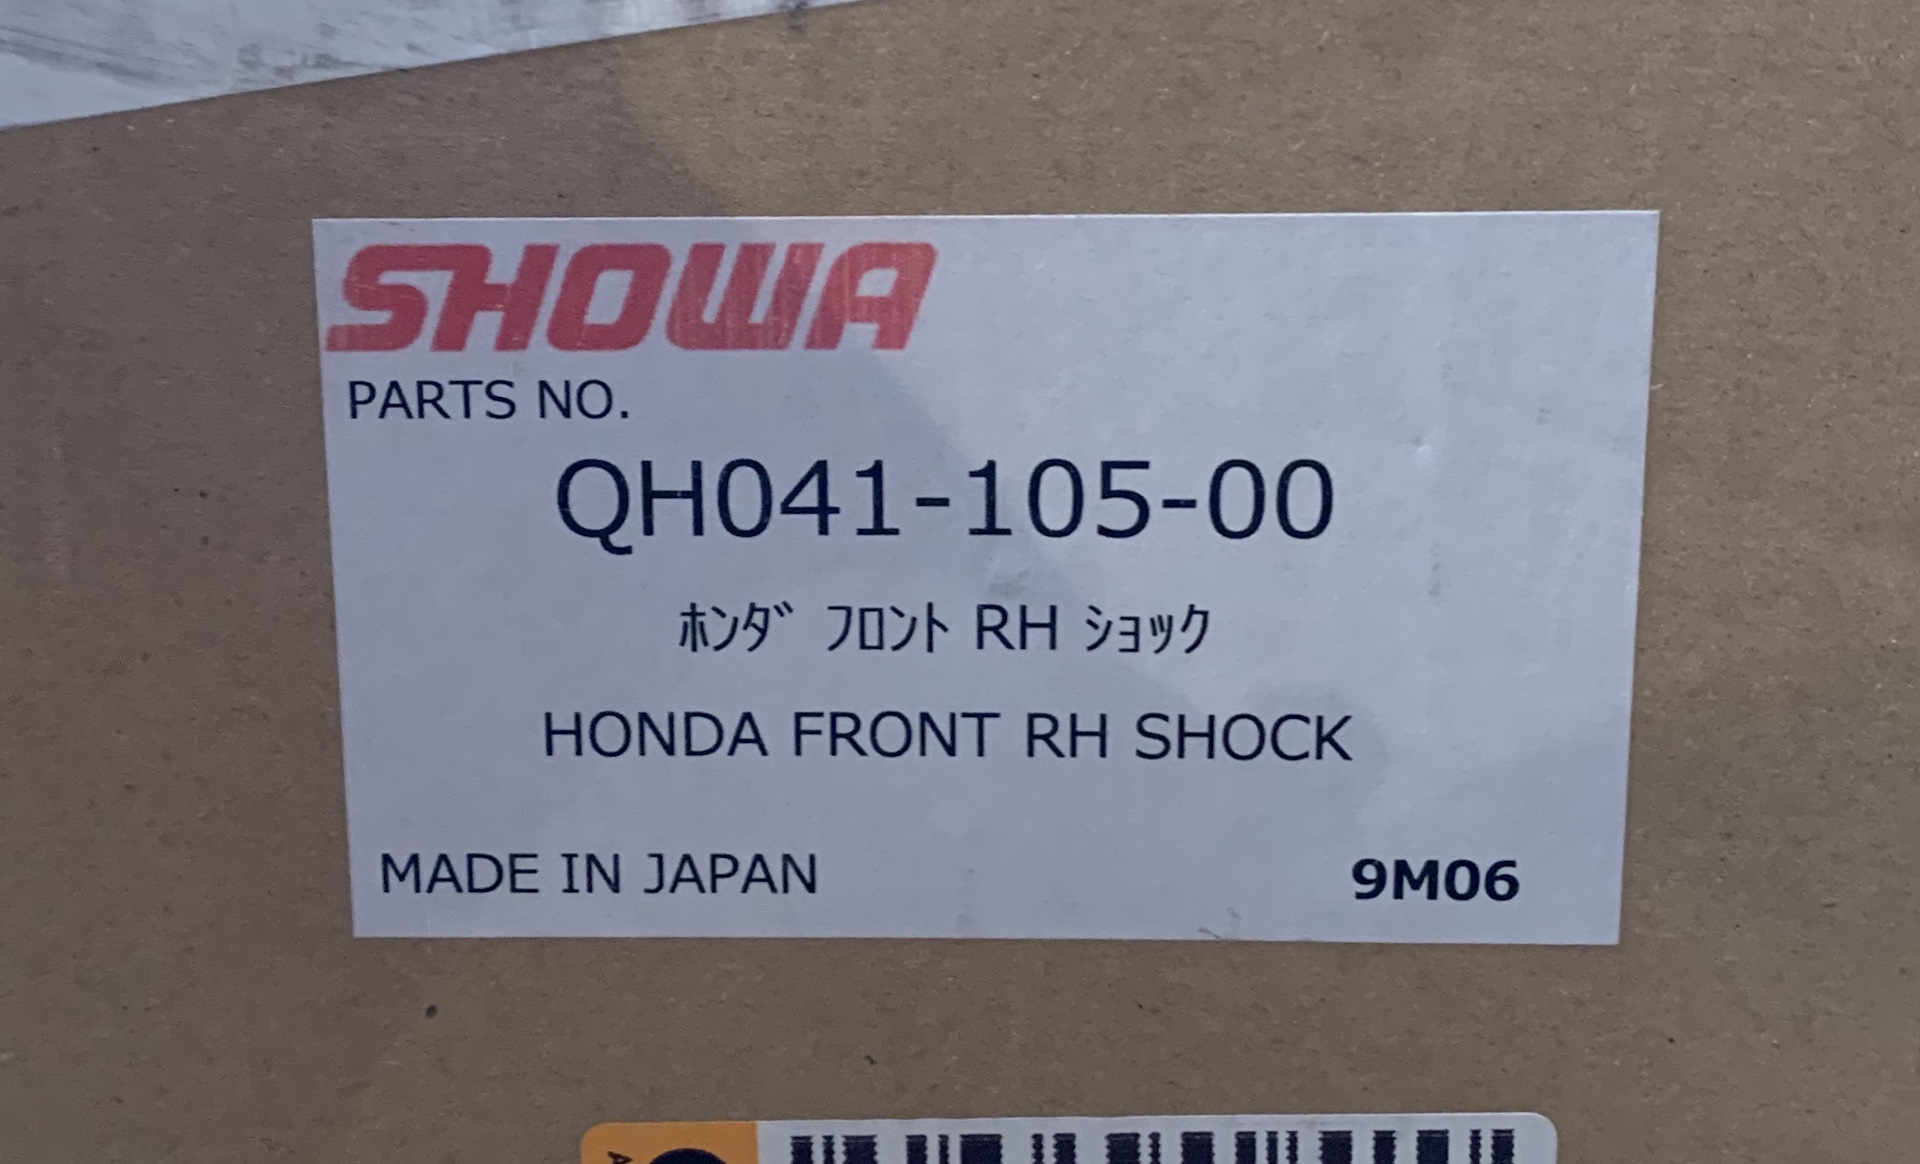 SHOWA
PARTS NO.
QH041-105-00
ﾎﾝﾀﾞ ﾌﾛﾝﾄ RH ｼｮｯｸ
HONDA FRONT RH SHOCK
MADE IN JAPAN 9M06